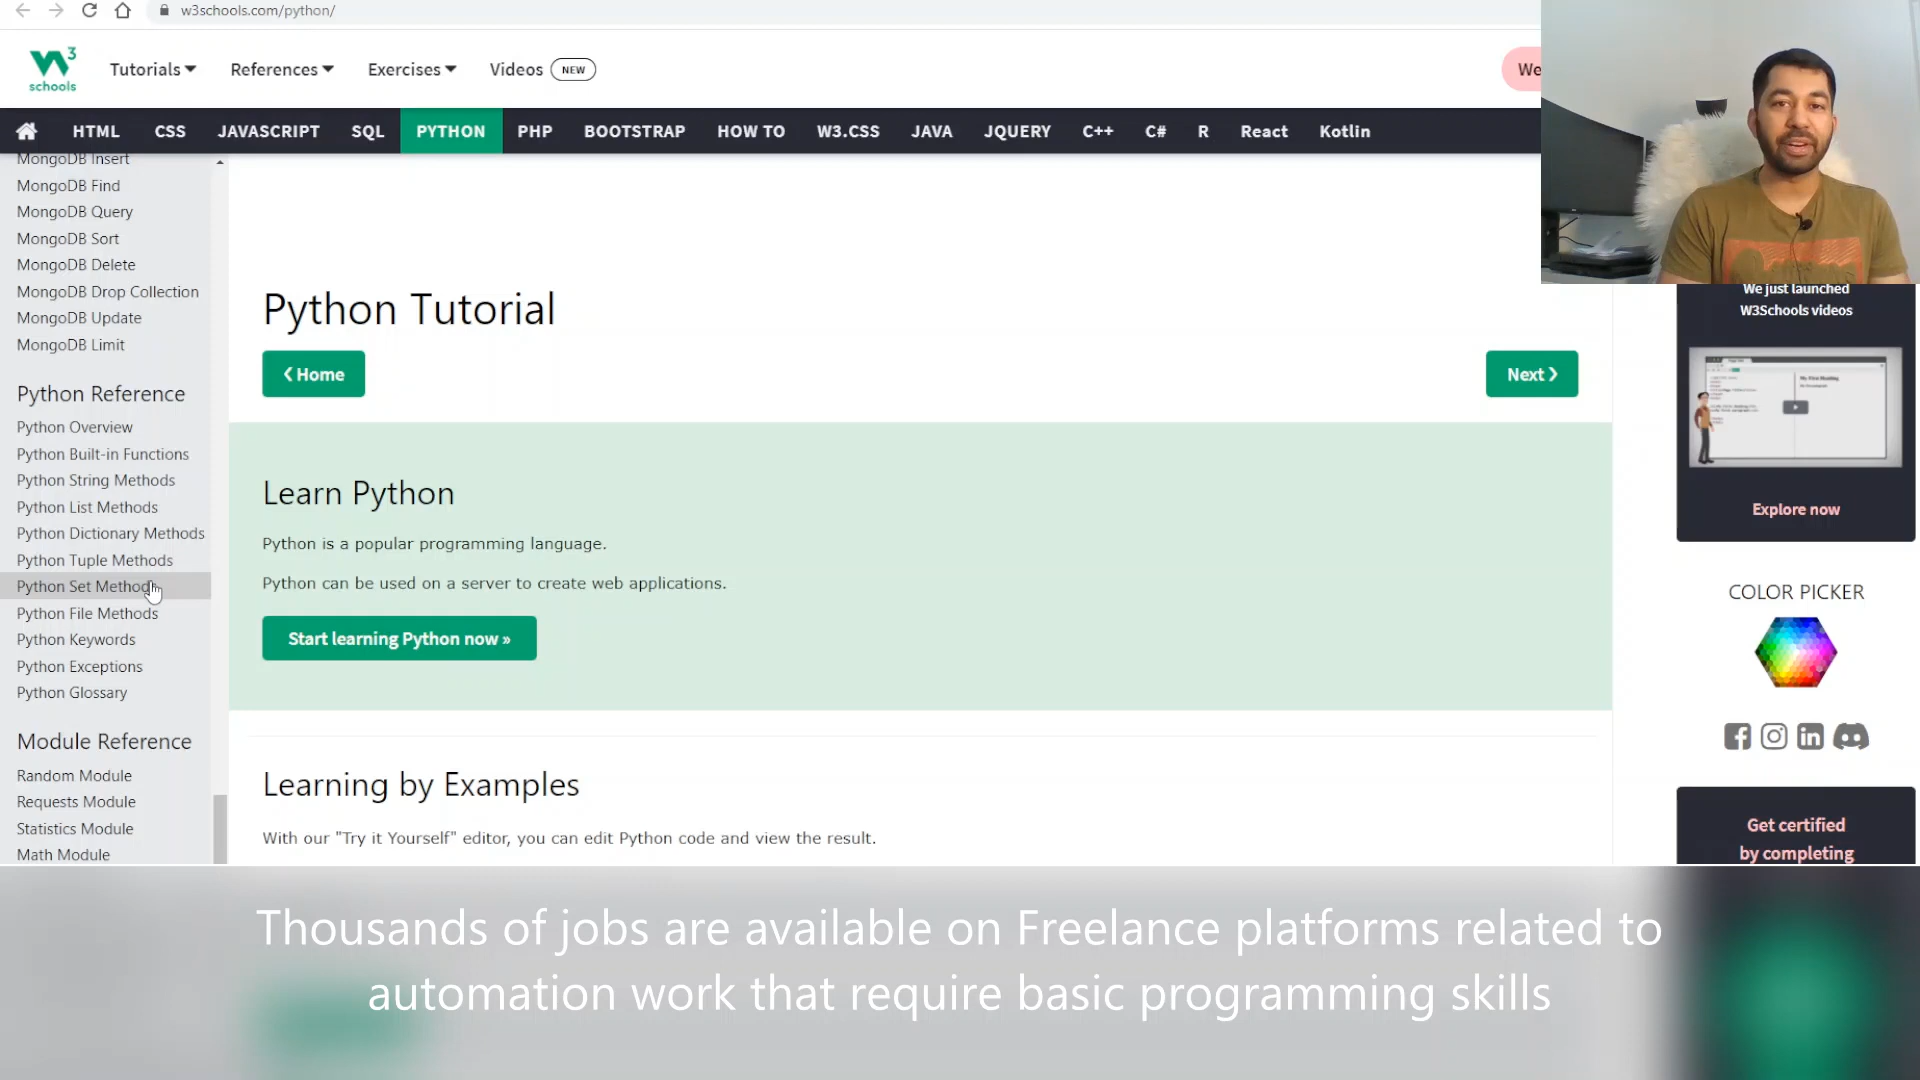 w3schools.com/python/
W3
schools
Tutorials
References
Exercises
Videos
NEW
We
HTML
CSS
JAVASCRIPT
SQL
PYTHON
PHP
BOOTSTRAP
HOW TO
W3.CSS
JAVA
JQUERY
C++
C#
R
React
Kotlin
MongoDB Insert
MongoDB Find
MongoDB Query
MongoDB Sort
MongoDB Delete
MongoDB Drop Collection
MongoDB Update
MongoDB Limit
Python Reference
Python Overview
Python Built-in Functions
Python String Methods
Python List Methods
Python Dictionary Methods
Python Tuple Methods
Python Set Methods
Python File Methods
Python Keywords
Python Exceptions
Python Glossary
Module Reference
Random Module
Requests Module
Statistics Module
Math Module
Python Tutorial
❮ Home
Next ❯
Learn Python
Python is a popular programming language.
Python can be used on a server to create web applications.
Start learning Python now »
Learning by Examples
With our "Try it Yourself" editor, you can edit Python code and view the result.
We just launched
W3Schools videos
Explore now
COLOR PICKER
Get certified
by completing
Thousands of jobs are available on Freelance platforms related to
automation work that require basic programming skills